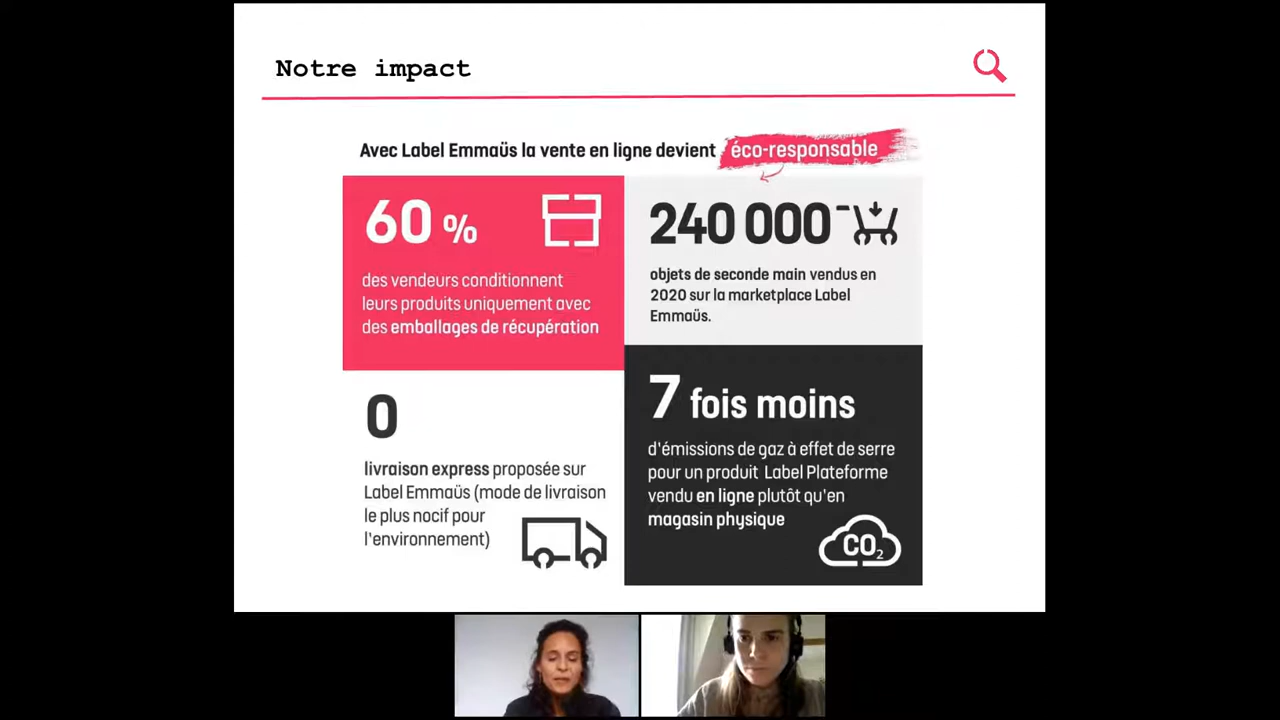 Notre impact
Avec Label Emmaüs la vente en ligne devient éco-responsable
60 %
des vendeurs conditionnent
leurs produits uniquement avec
des emballages de récupération
240 000
objets de seconde main vendus en
2020 sur la marketplace Label
Emmaüs.
0
livraison express proposée sur
Label Emmaüs (mode de livraison
le plus nocif pour
l'environnement)
7 fois moins
d'émissions de gaz à effet de serre
pour un produit Label Plateforme
vendu en ligne plutôt qu'en
magasin physique
CO₂